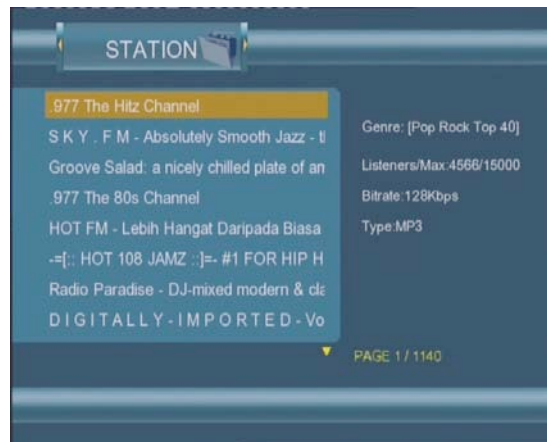 STATION
.977 The Hitz Channel
S K Y . F M - Absolutely Smooth Jazz - tl
Groove Salad: a nicely chilled plate of am
.977 The 80s Channel
HOT FM - Lebih Hangat Daripada Biasa
-=[:: HOT 108 JAMZ ::]=- #1 FOR HIP H
Radio Paradise - DJ-mixed modern & cla
D I G I T A L L Y - I M P O R T E D - Vo
Genre: [Pop Rock Top 40]
Listeners/Max:4566/15000
Bitrate:128Kbps
Type:MP3
PAGE 1 / 1140